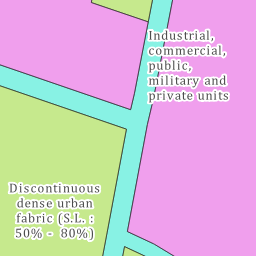 Industrial,
commercial,
public,
military and
private units
Discontinuous
dense urban
fabric (S.L. :
50% - 80%)